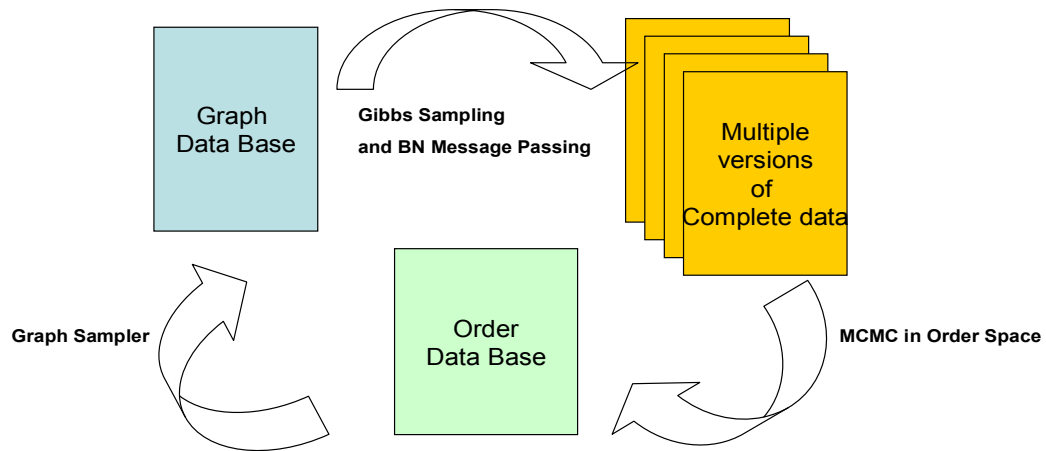 Graph
Data Base
Gibbs Sampling
and BN Message Passing
Multiple
versions
of
Complete data
Graph Sampler
Order
Data Base
MCMC in Order Space